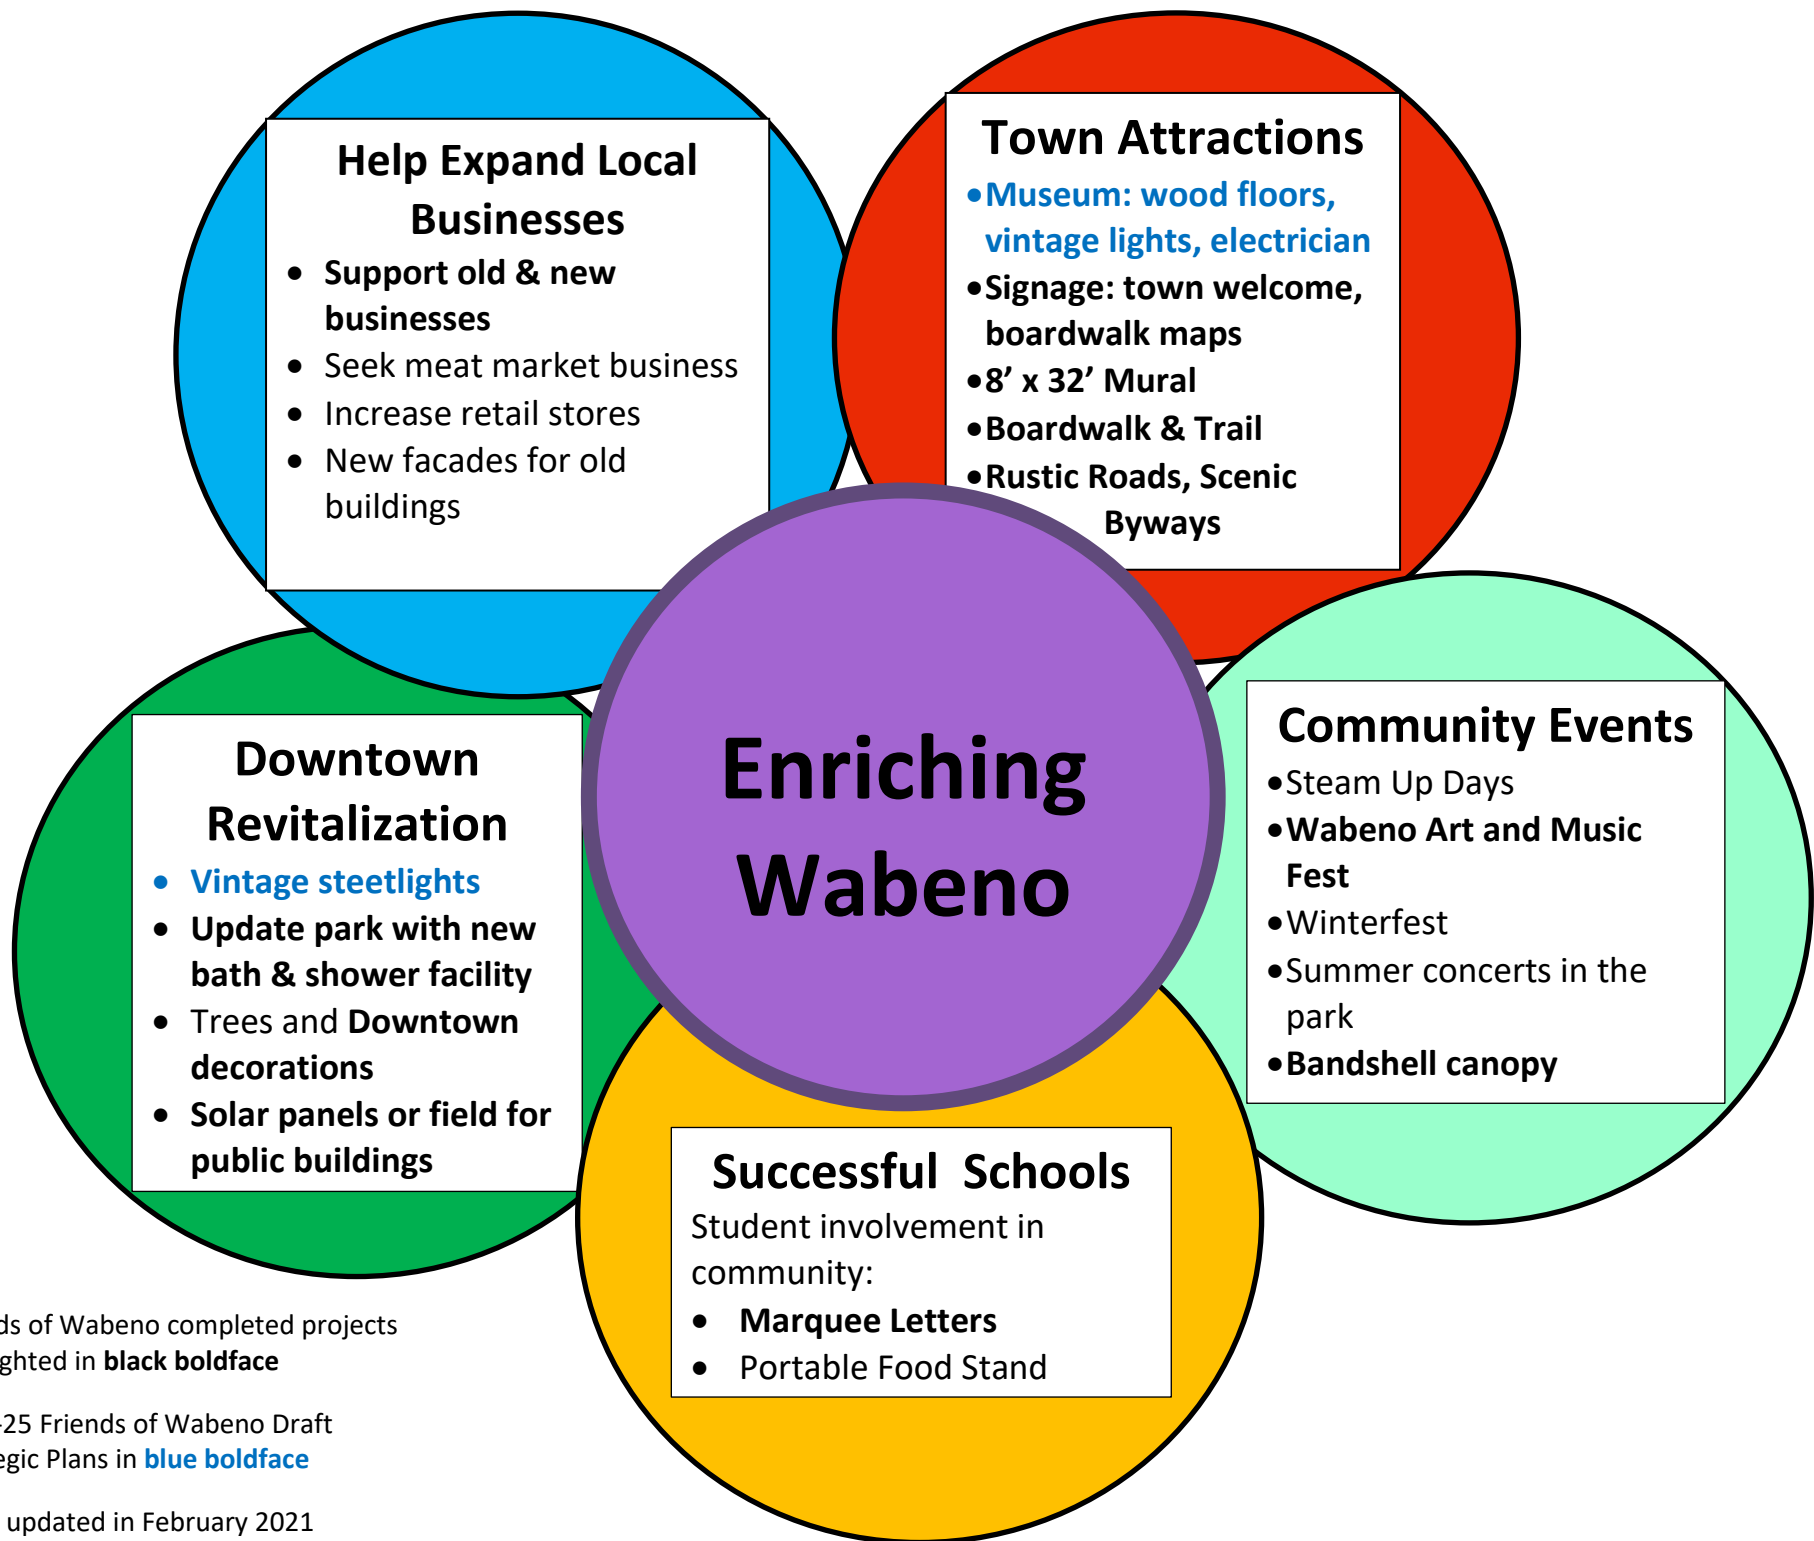 Help Expand Local
Businesses
• Support old & new
businesses
• Seek meat market business
• Increase retail stores
• New facades for old
buildings
Town Attractions
•Museum: wood floors,
vintage lights, electrician
•Signage: town welcome,
boardwalk maps
•8’ x 32’ Mural
•Boardwalk & Trail
•Rustic Roads, Scenic
Byways
Enriching
Wabeno
Downtown
Revitalization
• Vintage steetlights
• Update park with new
bath & shower facility
• Trees and Downtown
decorations
• Solar panels or field for
public buildings
Community Events
•Steam Up Days
•Wabeno Art and Music
Fest
•Winterfest
•Summer concerts in the
park
•Bandshell canopy
Successful Schools
Student involvement in
community:
• Marquee Letters
• Portable Food Stand
ds of Wabeno completed projects
ghted in black boldface
-25 Friends of Wabeno Draft
egic Plans in blue boldface
updated in February 2021